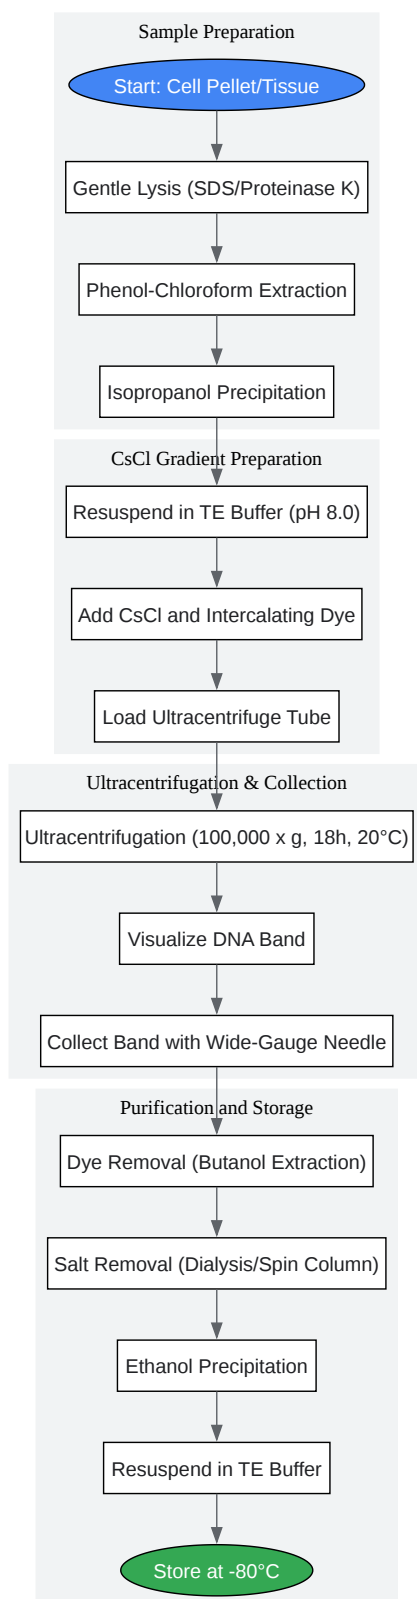 Sample Preparation
Start: Cell Pellet/Tissue
Gentle Lysis (SDS/Proteinase K)
Phenol-Chloroform Extraction
Isopropanol Precipitation
CsCl Gradient Preparation
Resuspend in TE Buffer (pH 8.0)
Add CsCl and Intercalating Dye
Load Ultracentrifuge Tube
Ultracentrifugation & Collection
Ultracentrifugation (100,000 x g, 18h, 20°C)
Visualize DNA Band
Collect Band with Wide-Gauge Needle
Purification and Storage
Dye Removal (Butanol Extraction)
Salt Removal (Dialysis/Spin Column)
Ethanol Precipitation
Resuspend in TE Buffer
Store at -80°C